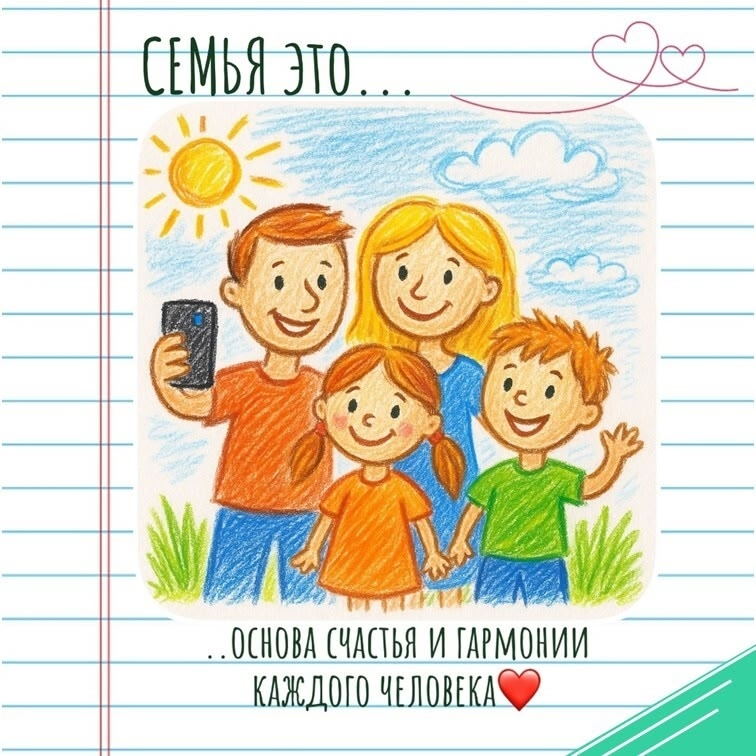 СЕМЬЯ ЭТО...
..ОСНОВА СЧАСТЬЯ И ГАРМОНИИ
КАЖДОГО ЧЕЛОВЕКА❤️